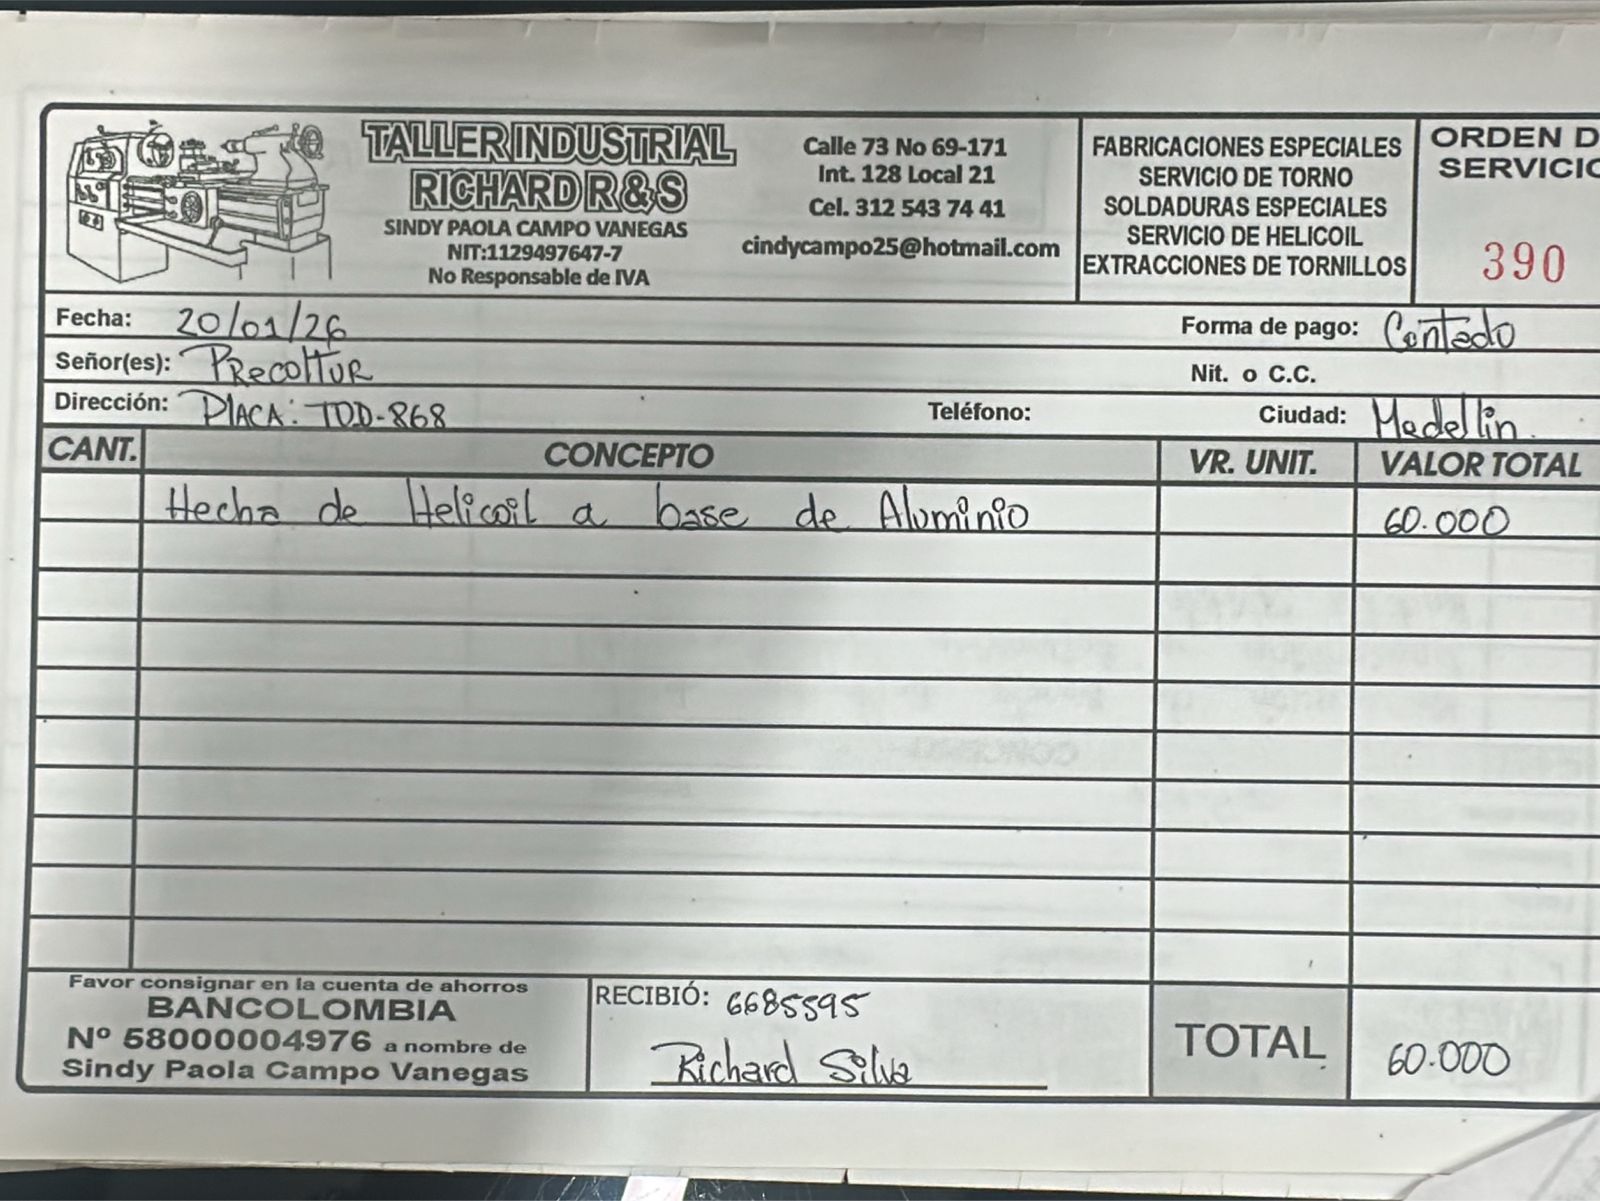 TALLER INDUSTRIAL
RICHARD R & S
SINDY PAOLA CAMPO VANEGAS
NIT:1129497647-7
No Responsable de IVA
Calle 73 No 69-171
Int. 128 Local 21
Cel. 312 543 74 41
cindycampo25@hotmail.com
FABRICACIONES ESPECIALES
SERVICIO DE TORNO
SOLDADURAS ESPECIALES
SERVICIO DE HELICOIL
EXTRACCIONES DE TORNILLOS
ORDEN D
SERVICIO
390
Fecha: 20/01/26
Forma de pago: Contado
Señor(es): Precoltur
Nit. o C.C.
Dirección: Placa: TDD-868
Teléfono:
Ciudad: Medellin.
CANT. CONCEPTO VR. UNIT. VALOR TOTAL
Hecha de Helicoil a base de Aluminio 60.000
Favor consignar en la cuenta de ahorros
BANCOLOMBIA
Nº 58000004976 a nombre de
Sindy Paola Campo Vanegas
RECIBIÓ: 6685595
Richard Silva
TOTAL 60.000